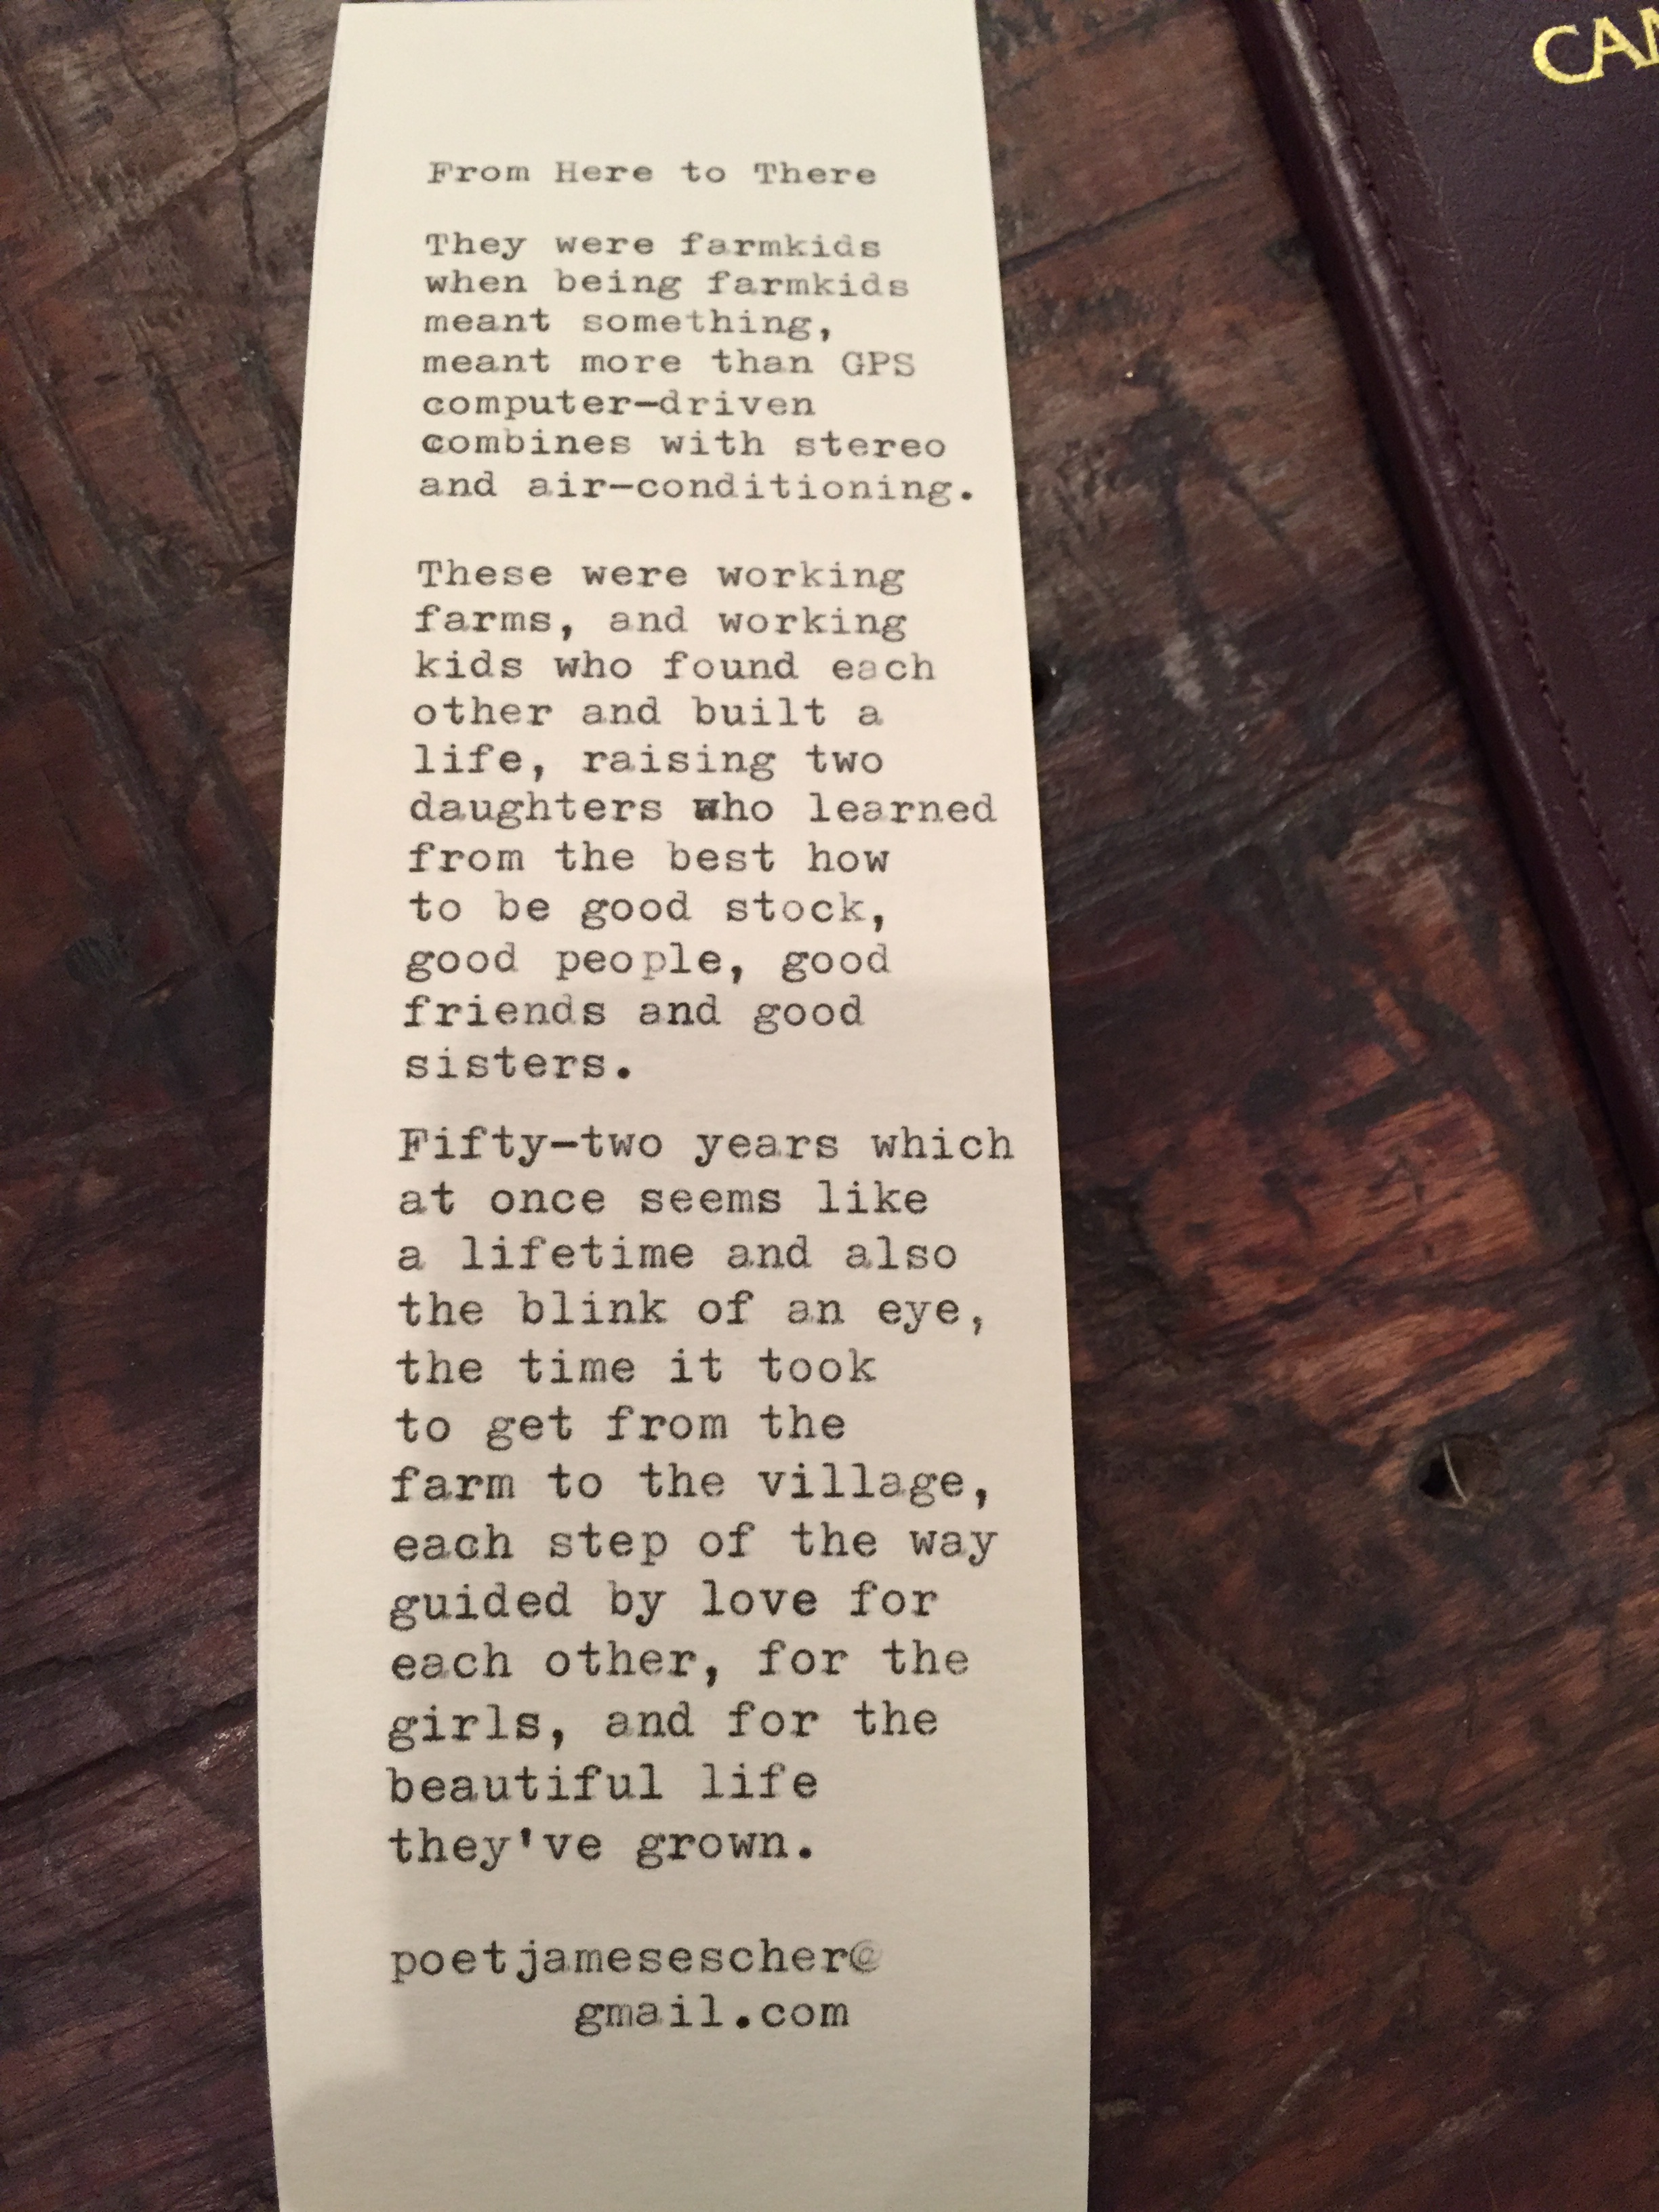 From Here to There
They were farmkids
when being farmkids
meant something,
meant more than GPS
computer-driven
combines with stereo
and air-conditioning.
These were working
farms, and working
kids who found each
other and built a
life, raising two
daughters who learned
from the best how
to be good stock,
good people, good
friends and good
sisters.
Fifty-two years which
at once seems like
a lifetime and also
the blink of an eye,
the time it took
to get from the
farm to the village,
each step of the way
guided by love for
each other, for the
girls, and for the
beautiful life
they've grown.
poetjamesescher@
gmail.com